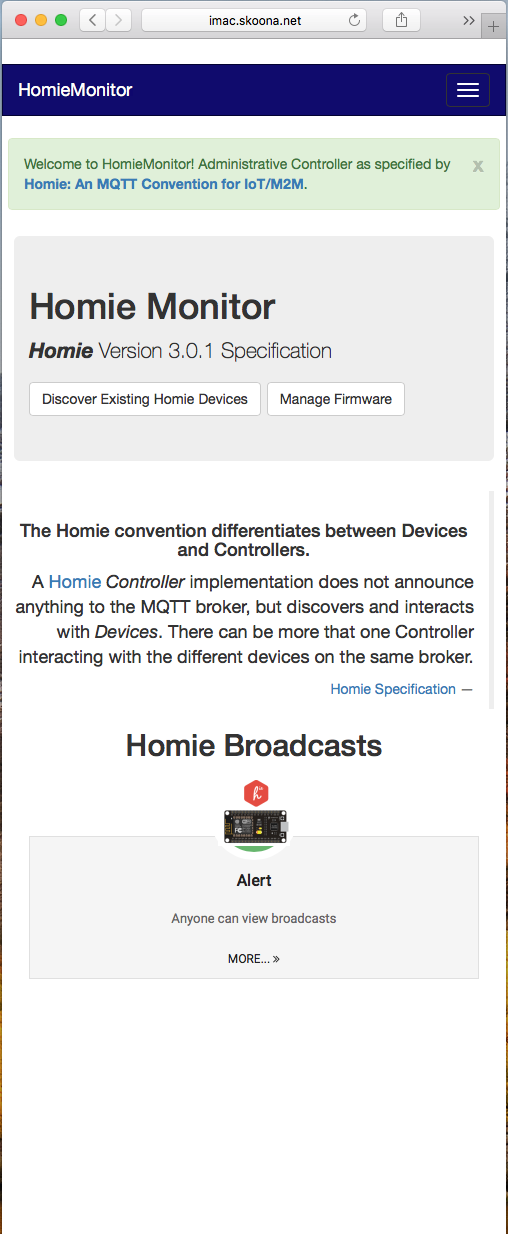 imac.skoona.net
HomieMonitor
Welcome to HomieMonitor! Administrative Controller as specified by
Homie: An MQTT Convention for IoT/M2M.
x
Homie Monitor
Homie Version 3.0.1 Specification
Discover Existing Homie Devices
Manage Firmware
The Homie convention differentiates between Devices
and Controllers.
A Homie Controller implementation does not announce
anything to the MQTT broker, but discovers and interacts
with Devices. There can be more that one Controller
interacting with the different devices on the same broker.
Homie Specification —
Homie Broadcasts
Alert
Anyone can view broadcasts
MORE... »